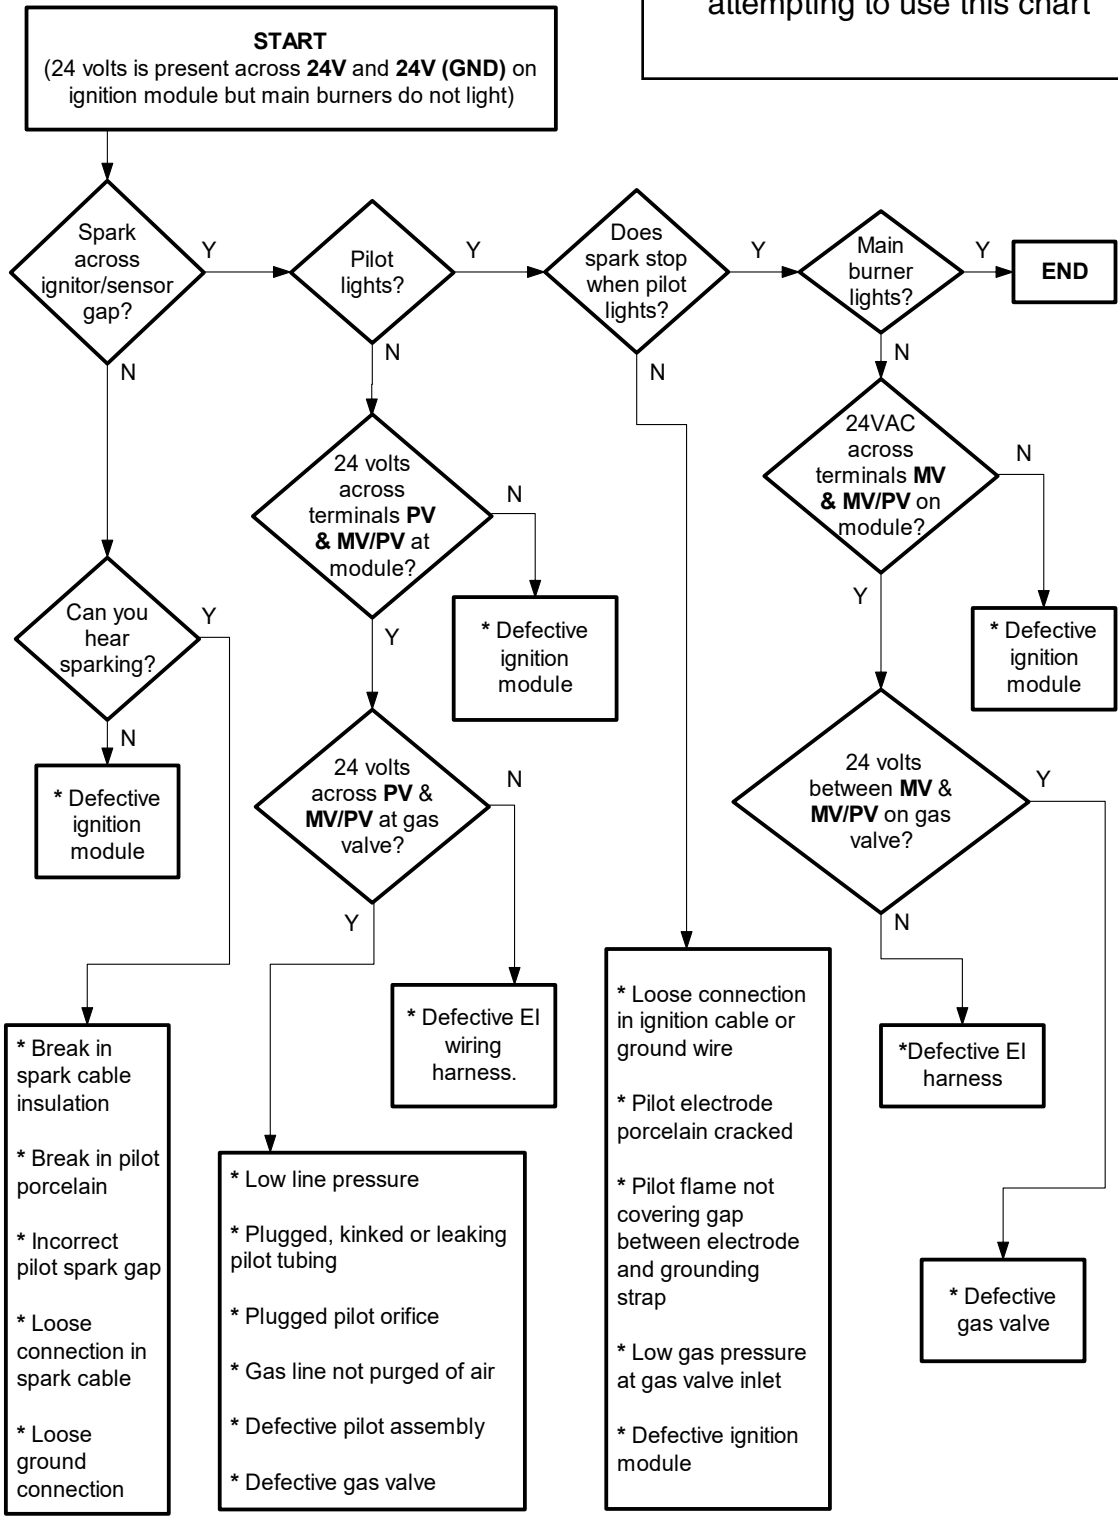 attempting to use this chart
START
(24 volts is present across 24V and 24V (GND) on
ignition module but main burners do not light)
Spark
across
ignitor/sensor
gap?
Y
N
Pilot
lights?
Y
N
Does
spark stop
when pilot
lights?
Y
N
Main
burner
lights?
Y
N
END
24 volts
across
terminals PV
& MV/PV at
module?
N
Y
24VAC
across
terminals MV
& MV/PV on
module?
N
Y
Can you
hear
sparking?
Y
N
* Defective
ignition
module
* Defective
ignition
module
* Defective
ignition
module
24 volts
across PV &
MV/PV at gas
valve?
N
Y
24 volts
between MV &
MV/PV on gas
valve?
Y
N
* Break in
spark cable
insulation
* Break in pilot
porcelain
* Incorrect
pilot spark gap
* Loose
connection in
spark cable
* Loose
ground
connection
* Low line pressure
* Plugged, kinked or leaking
pilot tubing
* Plugged pilot orifice
* Gas line not purged of air
* Defective pilot assembly
* Defective gas valve
* Defective EI
wiring
harness.
* Loose connection
in ignition cable or
ground wire
* Pilot electrode
porcelain cracked
* Pilot flame not
covering gap
between electrode
and grounding
strap
* Low gas pressure
at gas valve inlet
* Defective ignition
module
*Defective EI
harness
* Defective
gas valve